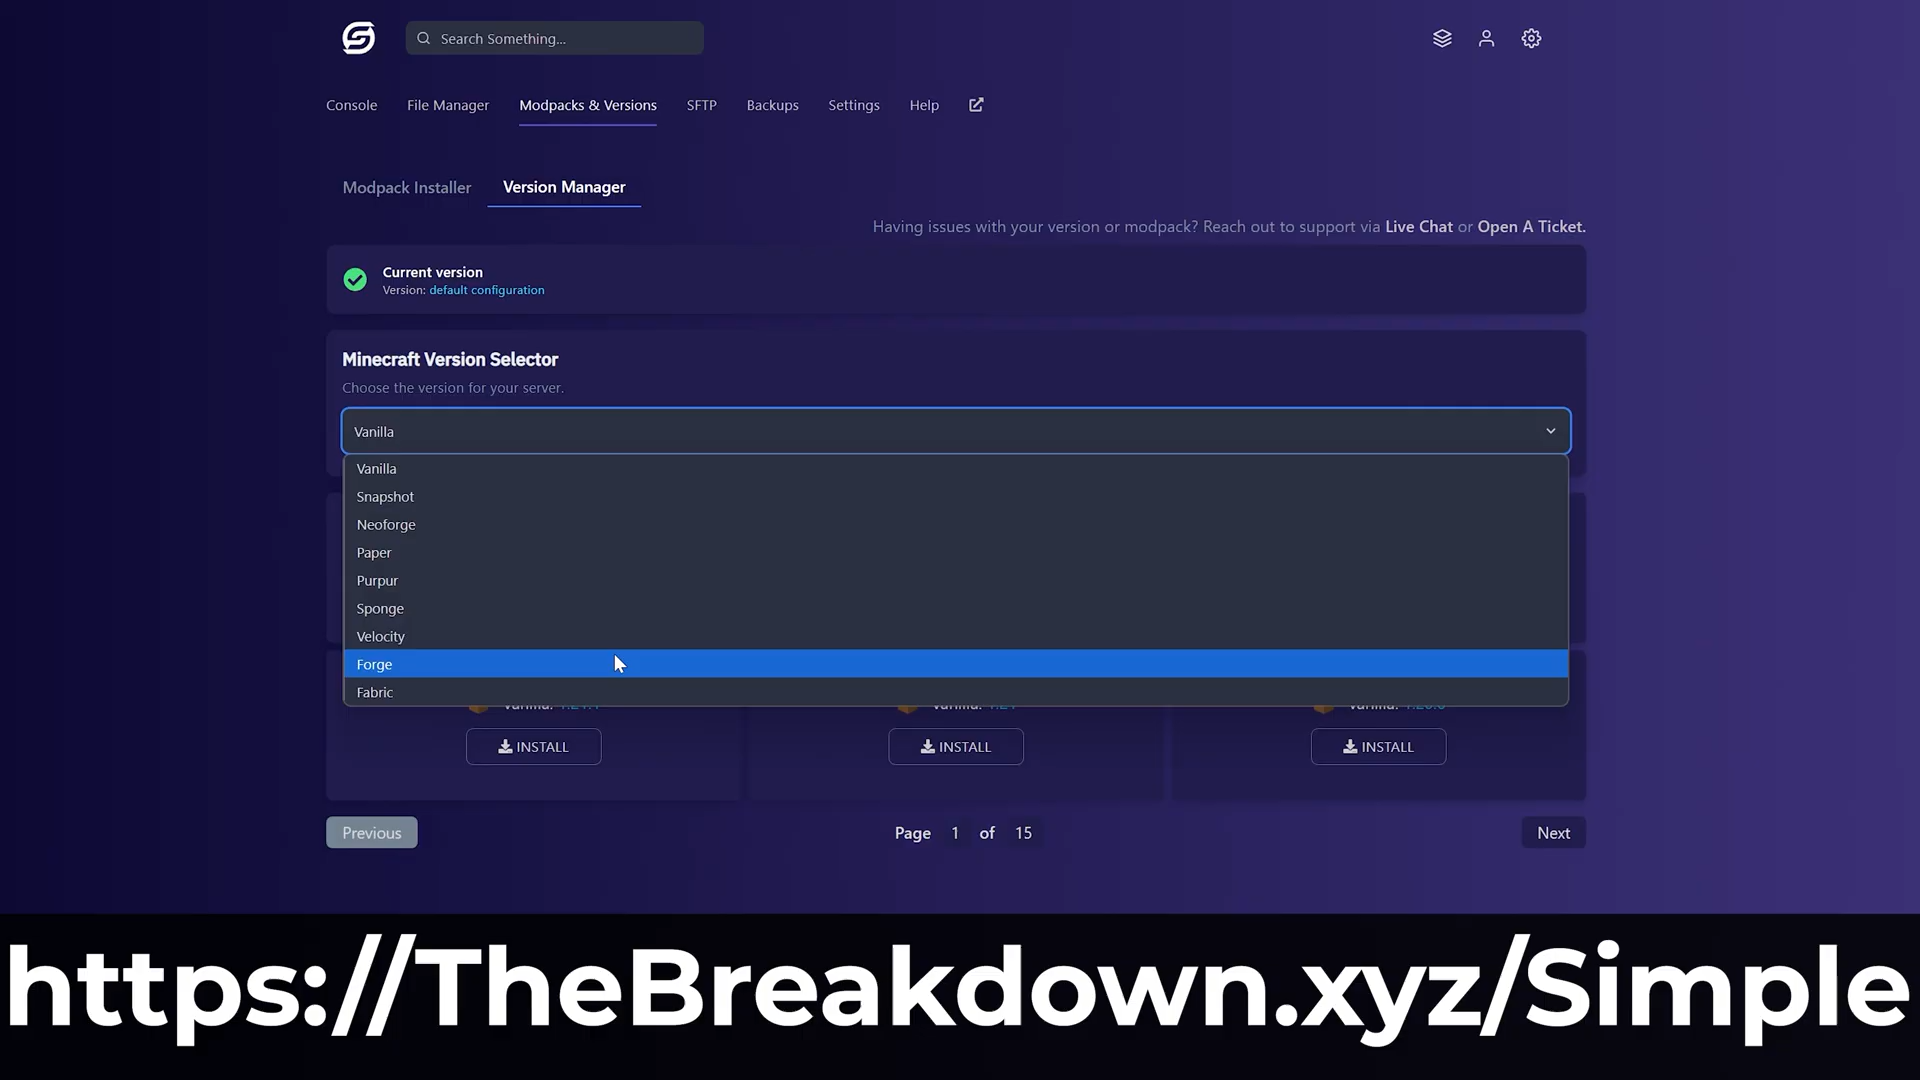 Search Something...
Console File Manager Modpacks & Versions SFTP Backups Settings Help
Modpack Installer Version Manager
Having issues with your version or modpack? Reach out to support via Live Chat or Open A Ticket.
Current version
Version: default configuration
Minecraft Version Selector
Choose the version for your server.
Vanilla
Vanilla
Snapshot
Neoforge
Paper
Purpur
Sponge
Velocity
Forge
Fabric
INSTALL INSTALL INSTALL
Previous Page 1 of 15 Next
https://TheBreakdown.xyz/Simple